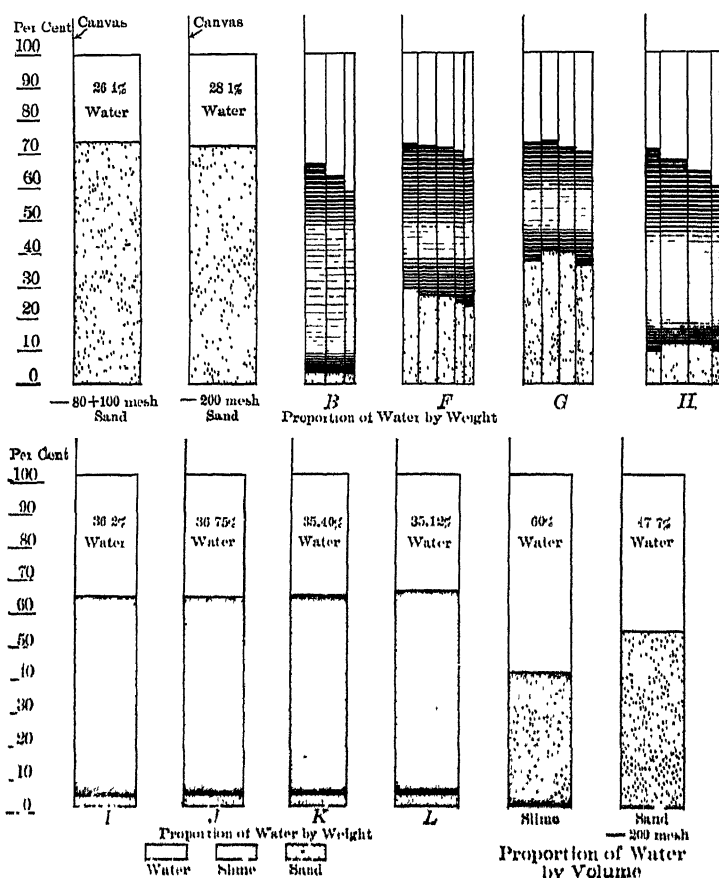 Per Cent Canvas Canvas
100
90
80
70
60
50
40
30
20
10
0
26.1% Water
28.1% Water
—80+100 mesh Sand
—200 mesh Sand
B F G H
Proportion of Water by Weight
Per Cent
100
90
80
70
60
50
40
30
20
10
0
36.2% Water
36.75% Water
35.40% Water
35.12% Water
60% Water
47.7% Water
I J K L Slime Sand
—200 mesh
Proportion of Water by Weight
Water Slime Sand
Proportion of Water
by Volume